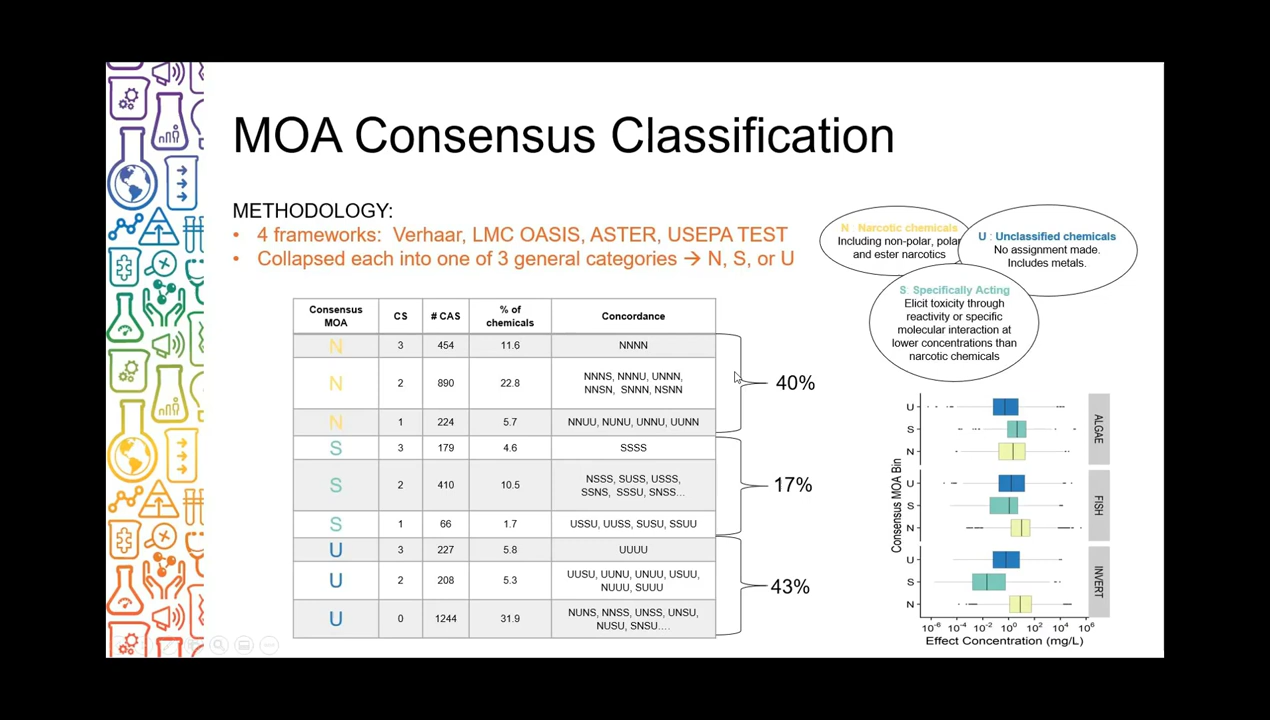 MOA Consensus Classification
METHODOLOGY:
• 4 frameworks: Verhaar, LMC OASIS, ASTER, USEPA TEST
• Collapsed each into one of 3 general categories → N, S, or U
N : Narcotic chemicals
Including non-polar, polar
and ester narcotics
U : Unclassified chemicals
No assignment made.
Includes metals.
S: Specifically Acting
Elicit toxicity through
reactivity or specific
molecular interaction at
lower concentrations than
narcotic chemicals
Consensus MOA CS # CAS % of chemicals Concordance
N 3 454 11.6 NNNN
N 2 890 22.8 NNNS, NNNU, UNNN,
NNSN, SNNN, NSNN
N 1 224 5.7 NNUU, NUNU, UNNU, UUNN
40%
S 3 179 4.6 SSSS
S 2 410 10.5 NSSS, SUSS, USSS,
SSNS, SSSU, SNSS...
S 1 66 1.7 USSU, UUSS, SUSU, SSUU
17%
U 3 227 5.8 UUUU
U 2 208 5.3 UUSU, UUNU, UNUU, USUU,
NUUU, SUUU
U 0 1244 31.9 NUNS, NNSS, UNSS, UNSU,
NUSU, SNSU....
43%
Consensus MOA Bin
U
S
N
ALGAE
U
S
N
FISH
U
S
N
INVERT
10-6 10-4 10-2 100 102 104 106
Effect Concentration (mg/L)